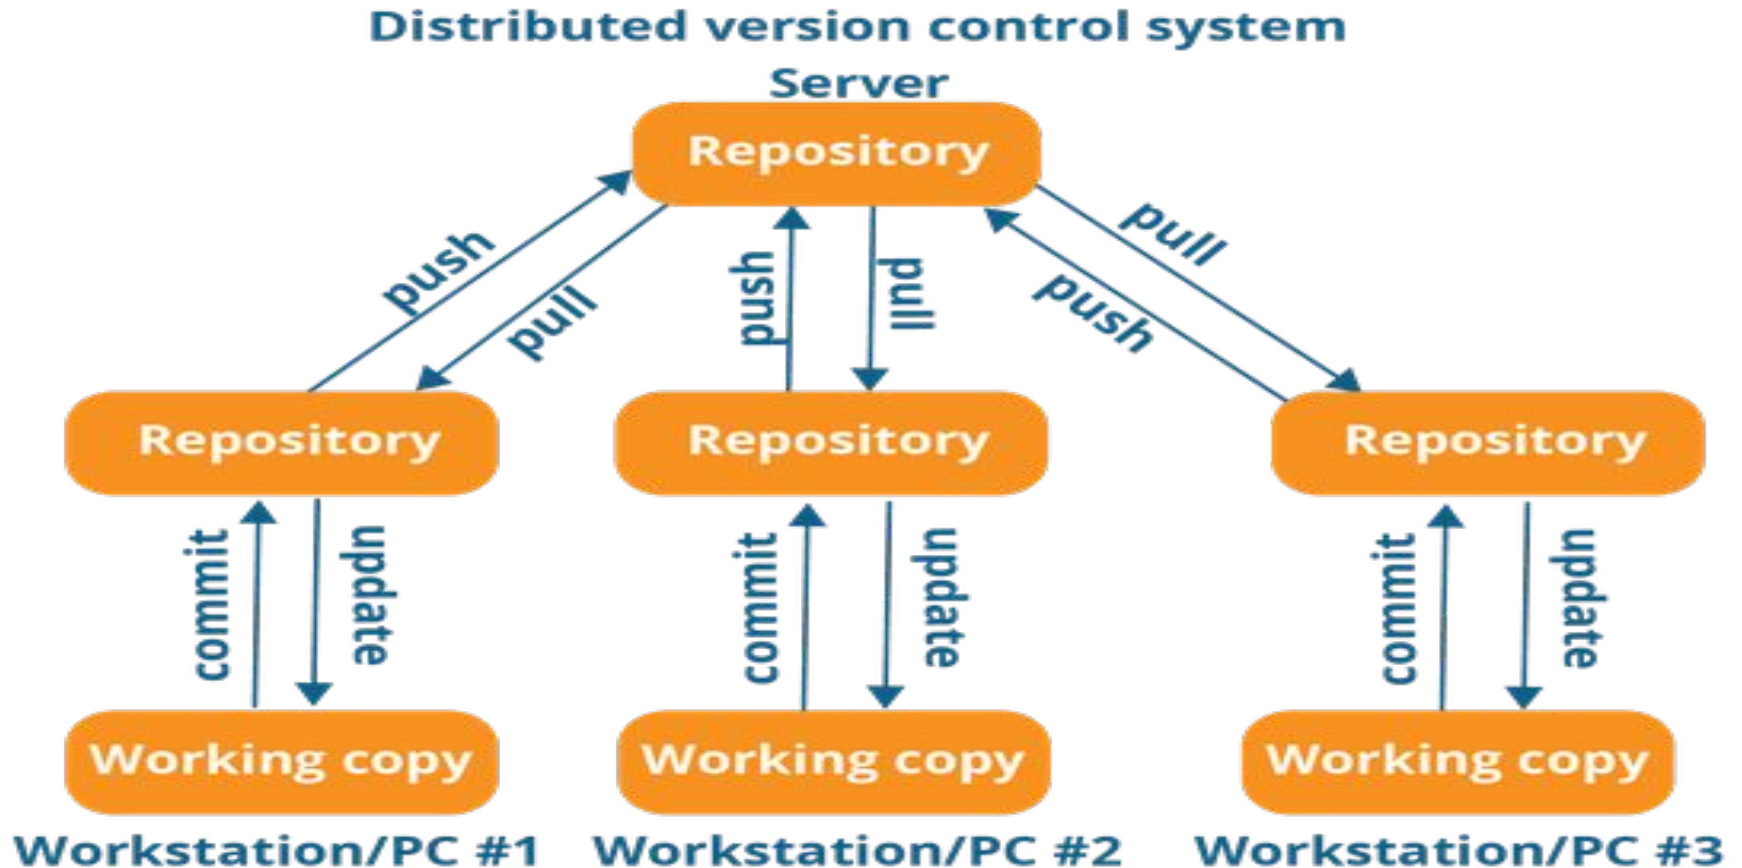 Distributed version control system
Server
Repository
push
pull
push
pull
push
pull
Repository
Repository
Repository
commit
update
commit
update
commit
update
Working copy
Working copy
Working copy
Workstation/PC #1
Workstation/PC #2
Workstation/PC #3